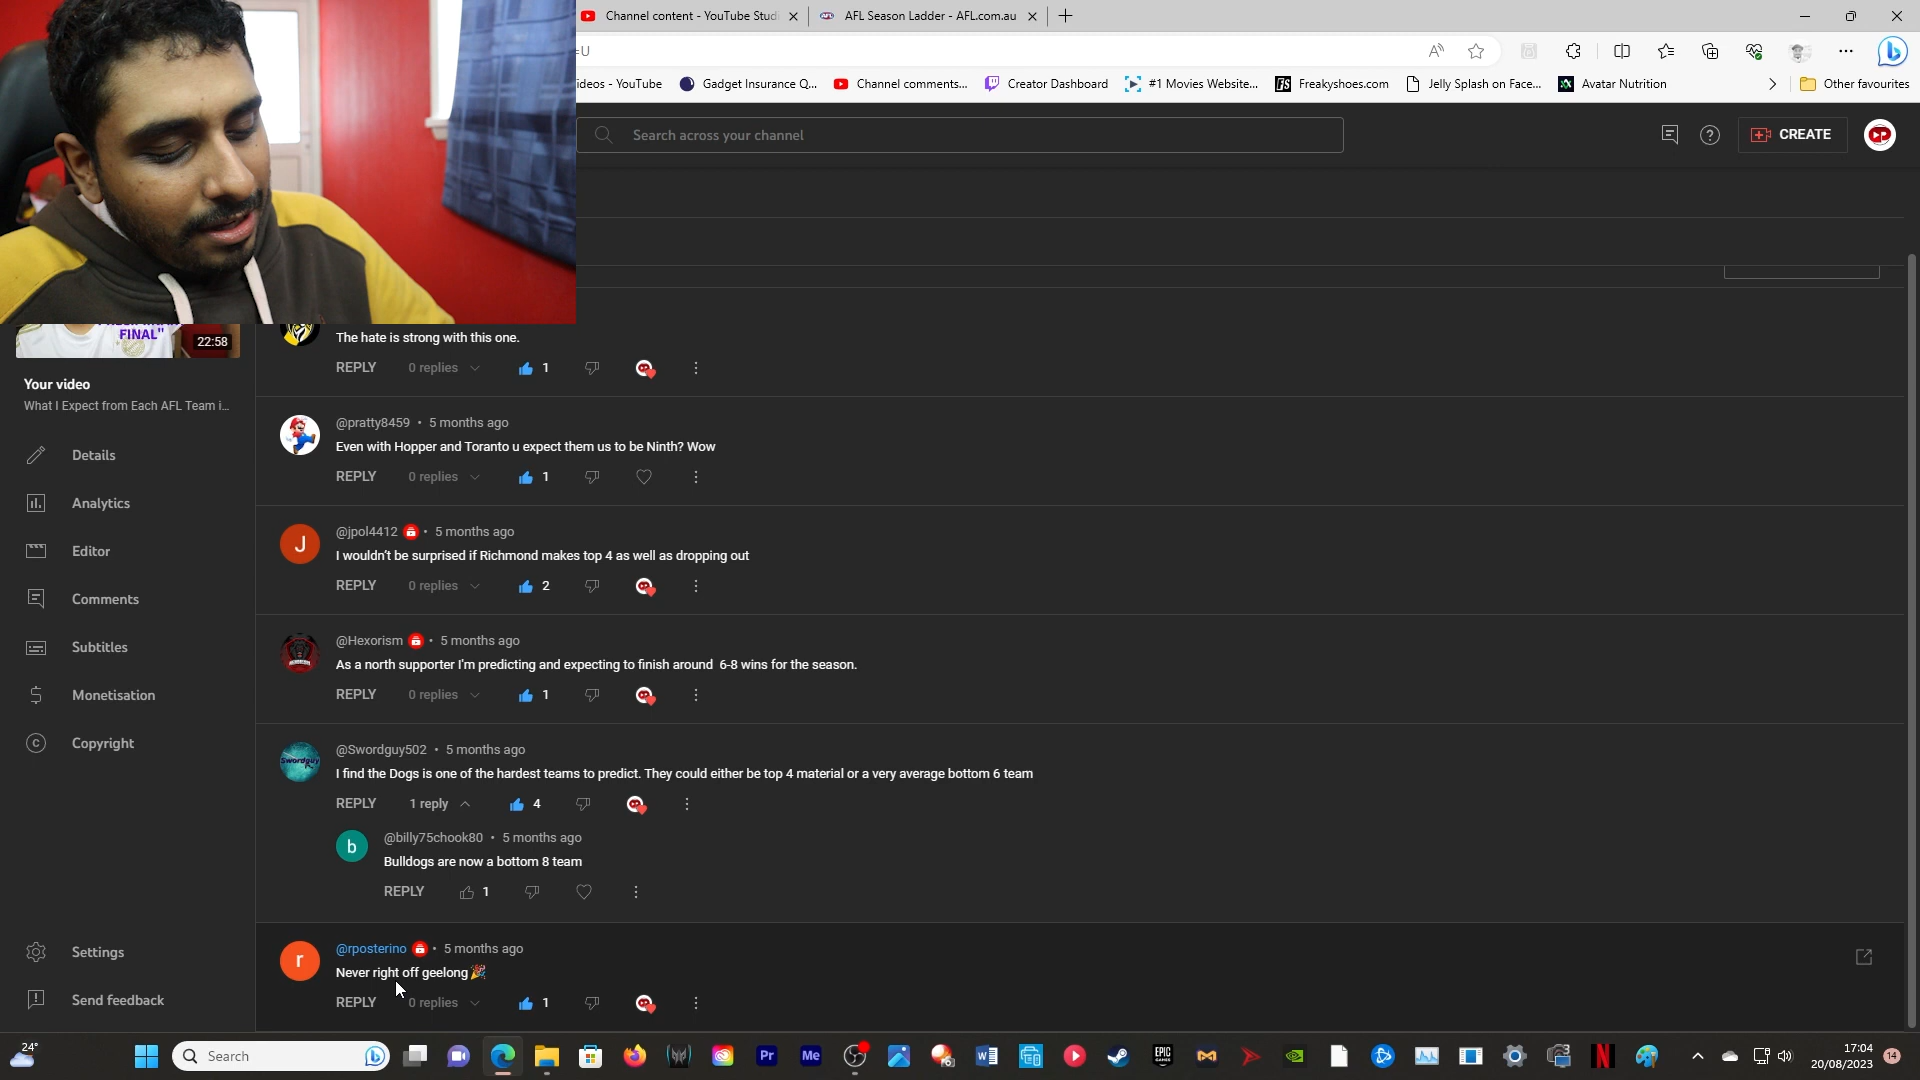 Channel content - YouTube Studi
AFL Season Ladder - AFL.com.au
=U
ideos - YouTube
Gadget Insurance Q...
Channel comments...
Creator Dashboard
#1 Movies Website...
Freakyshoes.com
Jelly Splash on Face...
Avatar Nutrition
Other favourites
Search across your channel
CREATE
FINAL"
22:58
Your video
What I Expect from Each AFL Team i...
Details
Analytics
Editor
Comments
Subtitles
Monetisation
Copyright
Settings
Send feedback
The hate is strong with this one.
REPLY 0 replies 1
@pratty8459 • 5 months ago
Even with Hopper and Toranto u expect them us to be Ninth? Wow
REPLY 0 replies 1
J
@jpol4412 • 5 months ago
I wouldn't be surprised if Richmond makes top 4 as well as dropping out
REPLY 0 replies 2
@Hexorism • 5 months ago
As a north supporter I'm predicting and expecting to finish around 6-8 wins for the season.
REPLY 0 replies 1
Swordguy
@Swordguy502 • 5 months ago
I find the Dogs is one of the hardest teams to predict. They could either be top 4 material or a very average bottom 6 team
REPLY 1 reply 4
b
@billy75chook80 • 5 months ago
Bulldogs are now a bottom 8 team
REPLY 1
r
@rposterino • 5 months ago
Never right off geelong🎉
REPLY 0 replies 1
24°
Search
Pr
Me
EPIC GAMES
17:04
20/08/2023
14